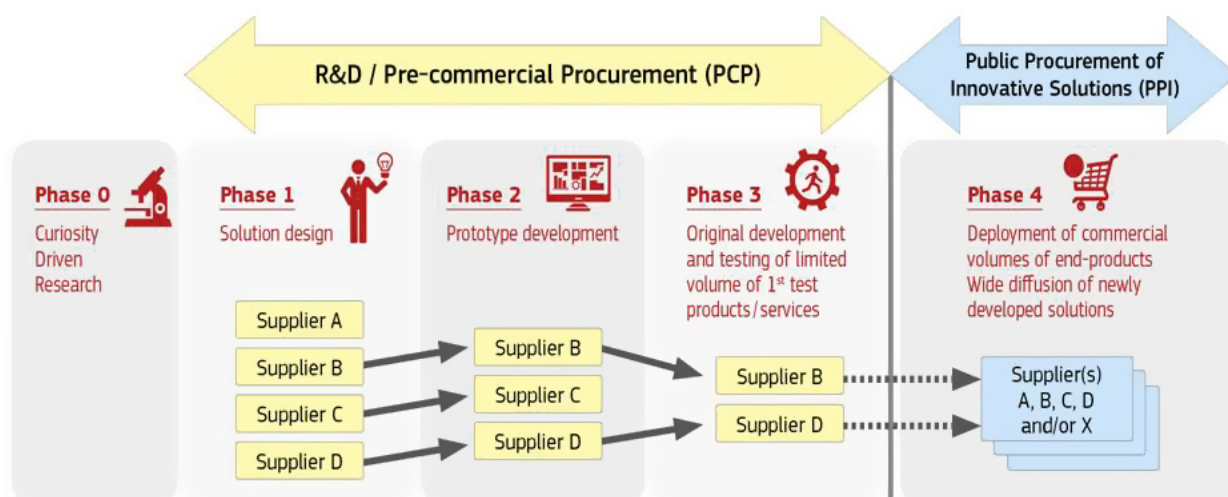 R&D / Pre-commercial Procurement (PCP)
Public Procurement of
Innovative Solutions (PPI)
Phase 0
Curiosity
Driven
Research
Phase 1
Solution design
Phase 2
Prototype development
Phase 3
Original development
and testing of limited
volume of 1st test
products/services
Phase 4
Deployment of commercial
volumes of end-products
Wide diffusion of newly
developed solutions
Supplier A
Supplier B
Supplier C
Supplier D
Supplier B
Supplier C
Supplier D
Supplier B
Supplier D
Supplier(s)
A, B, C, D
and/or X